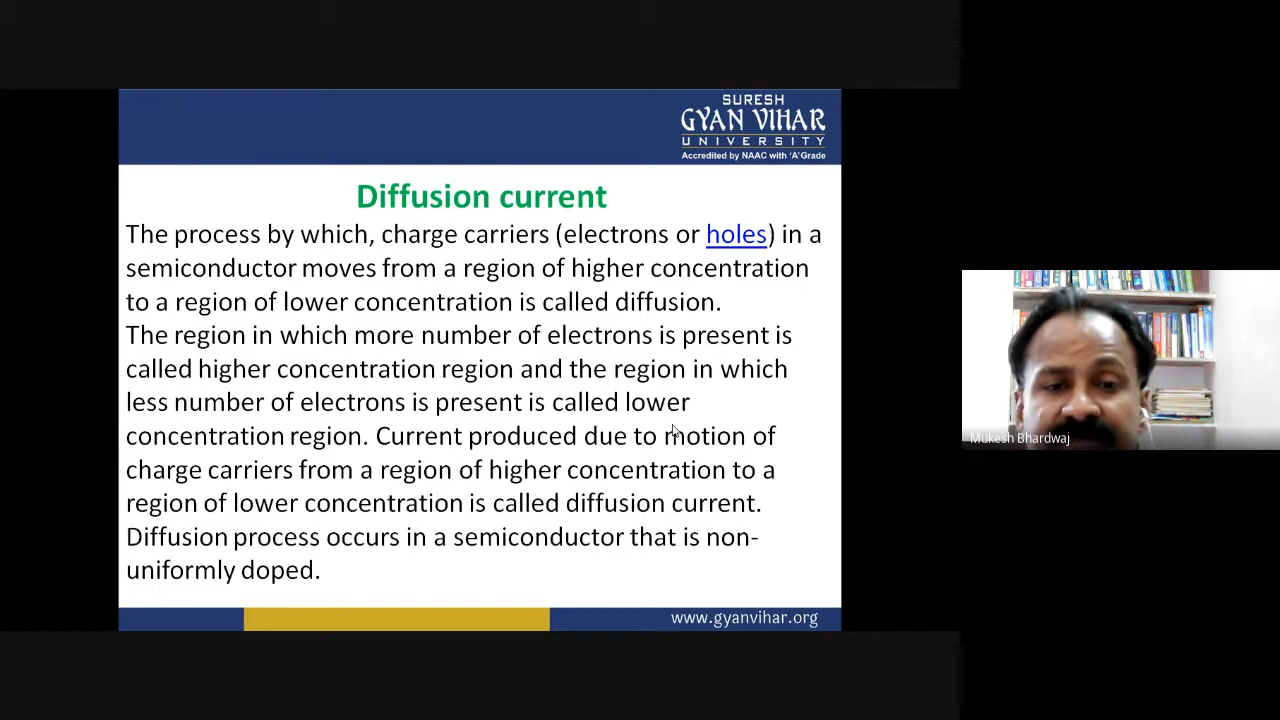 SURESH
GYAN VIHAR
UNIVERSITY
Accredited by NAAC with 'A' Grade
Diffusion current
The process by which, charge carriers (electrons or holes) in a
semiconductor moves from a region of higher concentration
to a region of lower concentration is called diffusion.
The region in which more number of electrons is present is
called higher concentration region and the region in which
less number of electrons is present is called lower
concentration region. Current produced due to motion of
charge carriers from a region of higher concentration to a
region of lower concentration is called diffusion current.
Diffusion process occurs in a semiconductor that is non-
uniformly doped.
www.gyanvihar.org
Mukesh Bhardwaj